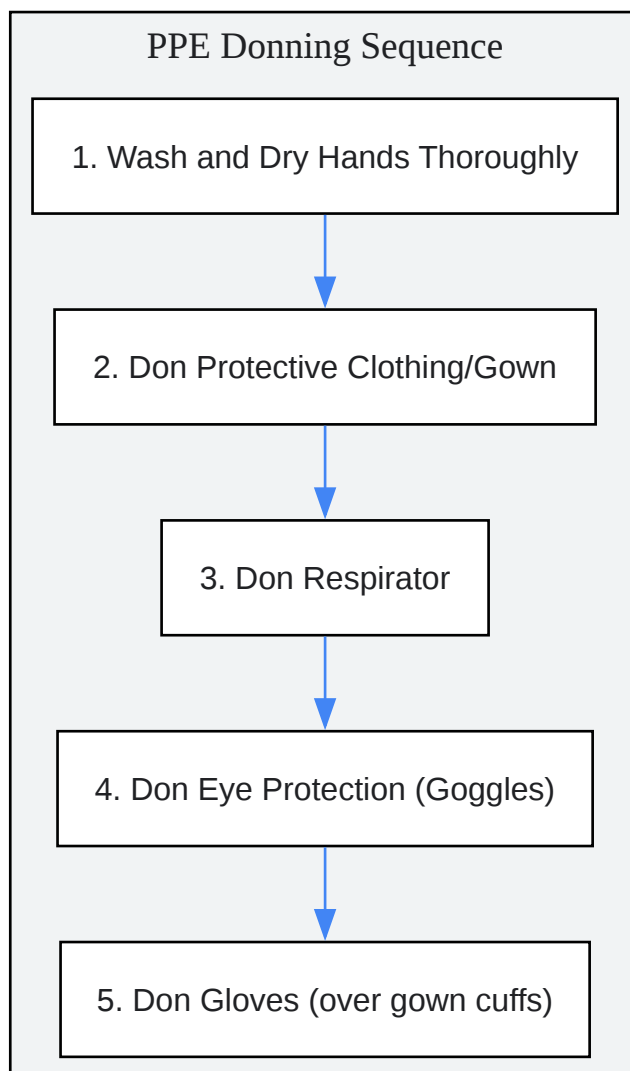 PPE Donning Sequence
1. Wash and Dry Hands Thoroughly
2. Don Protective Clothing/Gown
3. Don Respirator
4. Don Eye Protection (Goggles)
5. Don Gloves (over gown cuffs)